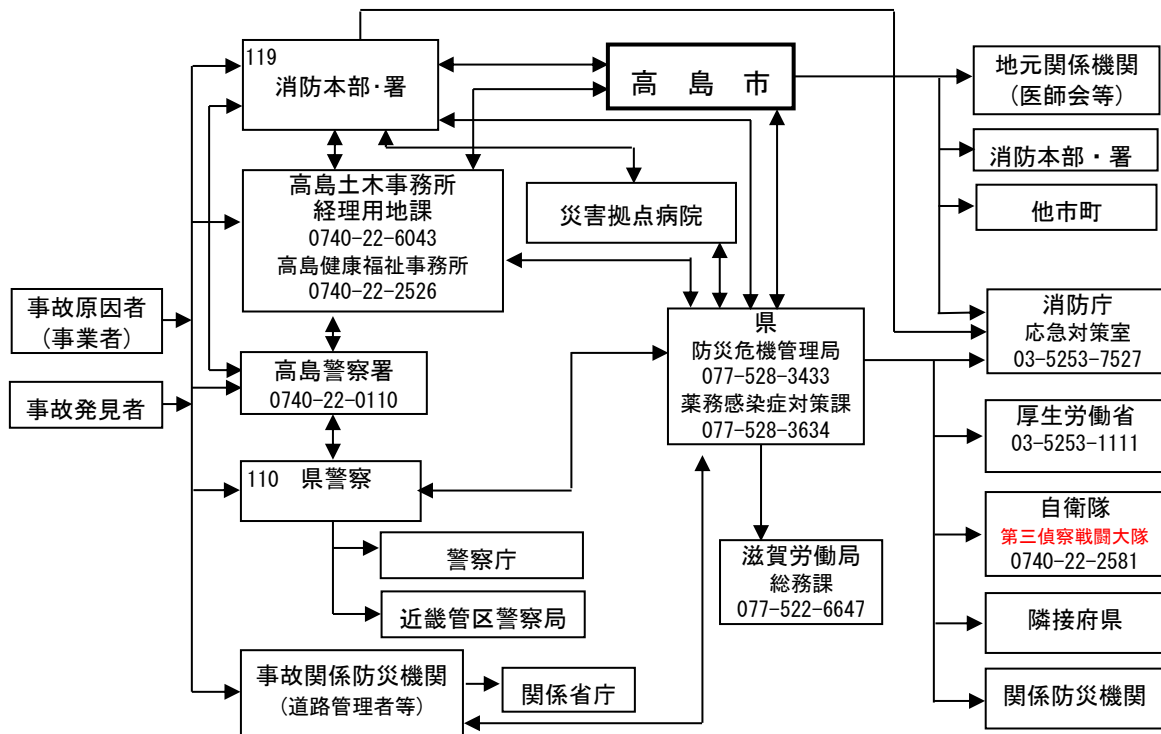 119
消防本部・署
高 島 市
地元関係機関
(医師会等)
消防本部・署
他市町
高島土木事務所
経理用地課
0740-22-6043
高島健康福祉事務所
0740-22-2526
災害拠点病院
事故原因者
(事業者)
事故発見者
高島警察署
0740-22-0110
県
防災危機管理局
077-528-3433
薬務感染症対策課
077-528-3634
消防庁
応急対策室
03-5253-7527
厚生労働省
03-5253-1111
110 県警察
警察庁
近畿管区警察局
自衛隊
第三偵察戦闘大隊
0740-22-2581
滋賀労働局
総務課
077-522-6647
隣接府県
事故関係防災機関
(道路管理者等)
関係省庁
関係防災機関